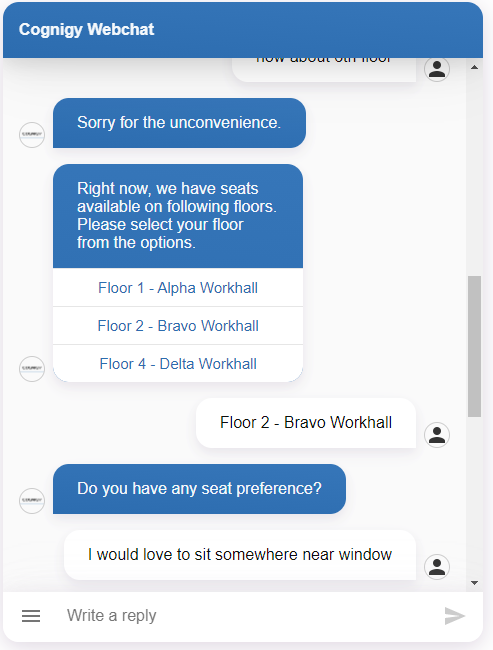 Cognigy Webchat
how about 6th floor
Sorry for the unconvenience.
Right now, we have seats
available on following floors.
Please select your floor
from the options.
Floor 1 - Alpha Workhall
Floor 2 - Bravo Workhall
Floor 4 - Delta Workhall
Floor 2 - Bravo Workhall
Do you have any seat preference?
I would love to sit somewhere near window
Write a reply